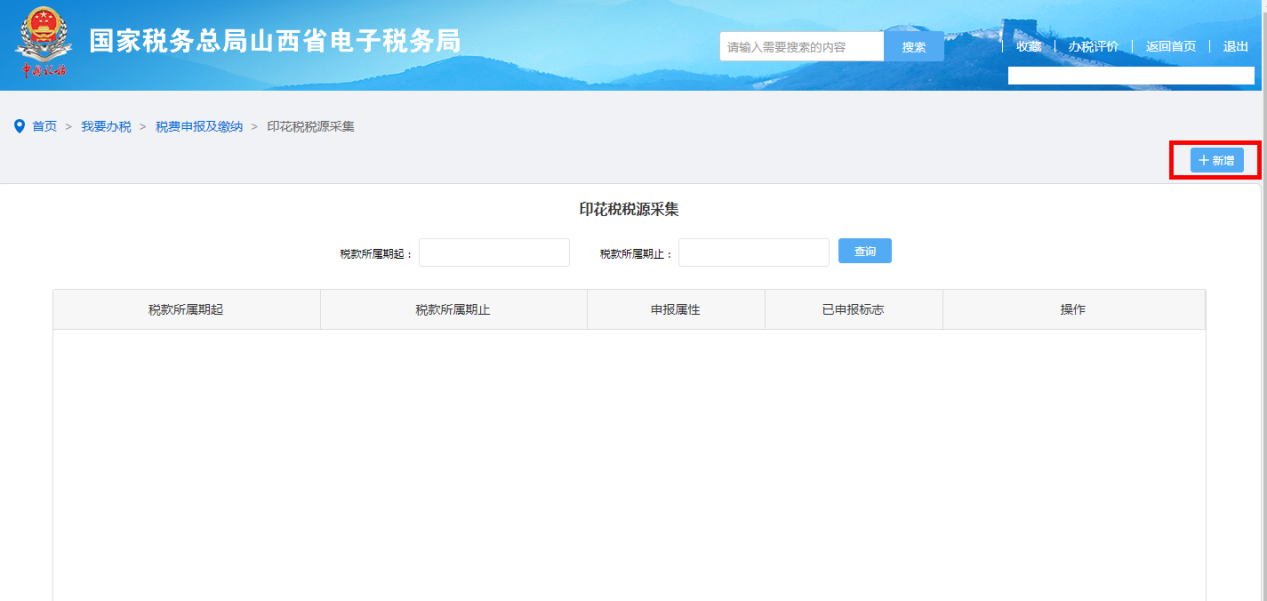 国家税务总局山西省电子税务局
中国税务
请输入需要搜索的内容 搜索
收藏 办税评价 返回首页 退出
首页 > 我要办税 > 税费申报及缴纳 > 印花税税源采集
新增
印花税税源采集
税款所属期起： 税款所属期止： 查询
税款所属期起 税款所属期止 申报属性 已申报标志 操作